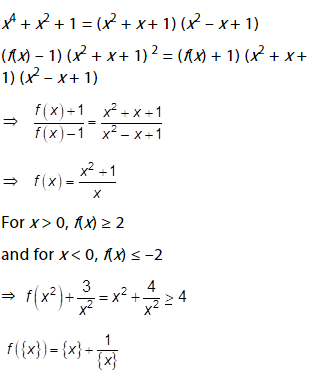 x⁴ + x² + 1 = (x² + x + 1) (x² – x + 1)
(f(x) – 1) (x² + x + 1) ² = (f(x) + 1) (x² + x +
1) (x² – x + 1)
⇒ (f(x)+1)/(f(x)–1) = (x² + x + 1)/(x² – x + 1)
⇒ f(x) = (x² + 1)/x
For x > 0, f(x) ≥ 2
and for x < 0, f(x) ≤ –2
⇒ f(x²) + 3/x² = x² + 4/x² ≥ 4
f({x}) = {x} + 1/{x}